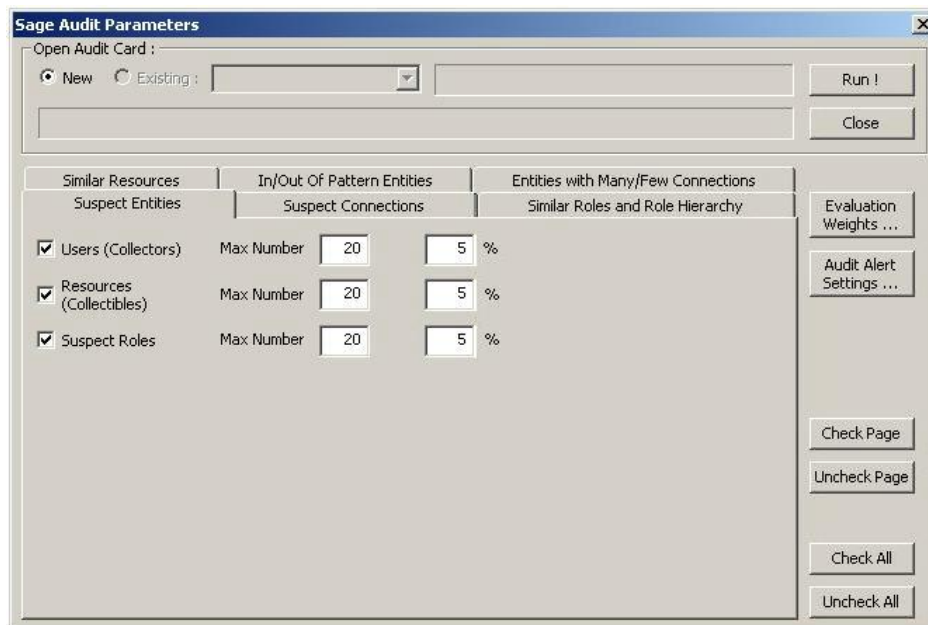 Sage Audit Parameters
Open Audit Card :
New Existing :
Run !
Close
Similar Resources In/Out Of Pattern Entities Entities with Many/Few Connections
Suspect Entities Suspect Connections Similar Roles and Role Hierarchy
Users (Collectors) Max Number 20 5 %
Resources
(Collectibles) Max Number 20 5 %
Suspect Roles Max Number 20 5 %
Evaluation
Weights ...
Audit Alert
Settings ...
Check Page
Uncheck Page
Check All
Uncheck All